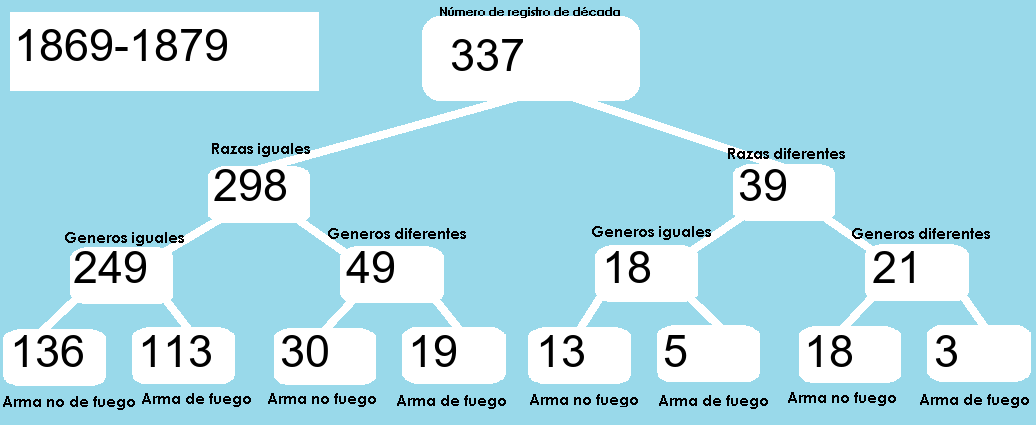 Número de registro de década
1869-1879
337
Razas iguales
Razas diferentes
298
39
Generos iguales
Generos diferentes
Generos iguales
Generos diferentes
249
49
18
21
136
113
30
19
13
5
18
3
Arma no de fuego
Arma de fuego
Arma no fuego
Arma de fuego
Arma no fuego
Arma de fuego
Arma no fuego
Arma de fuego